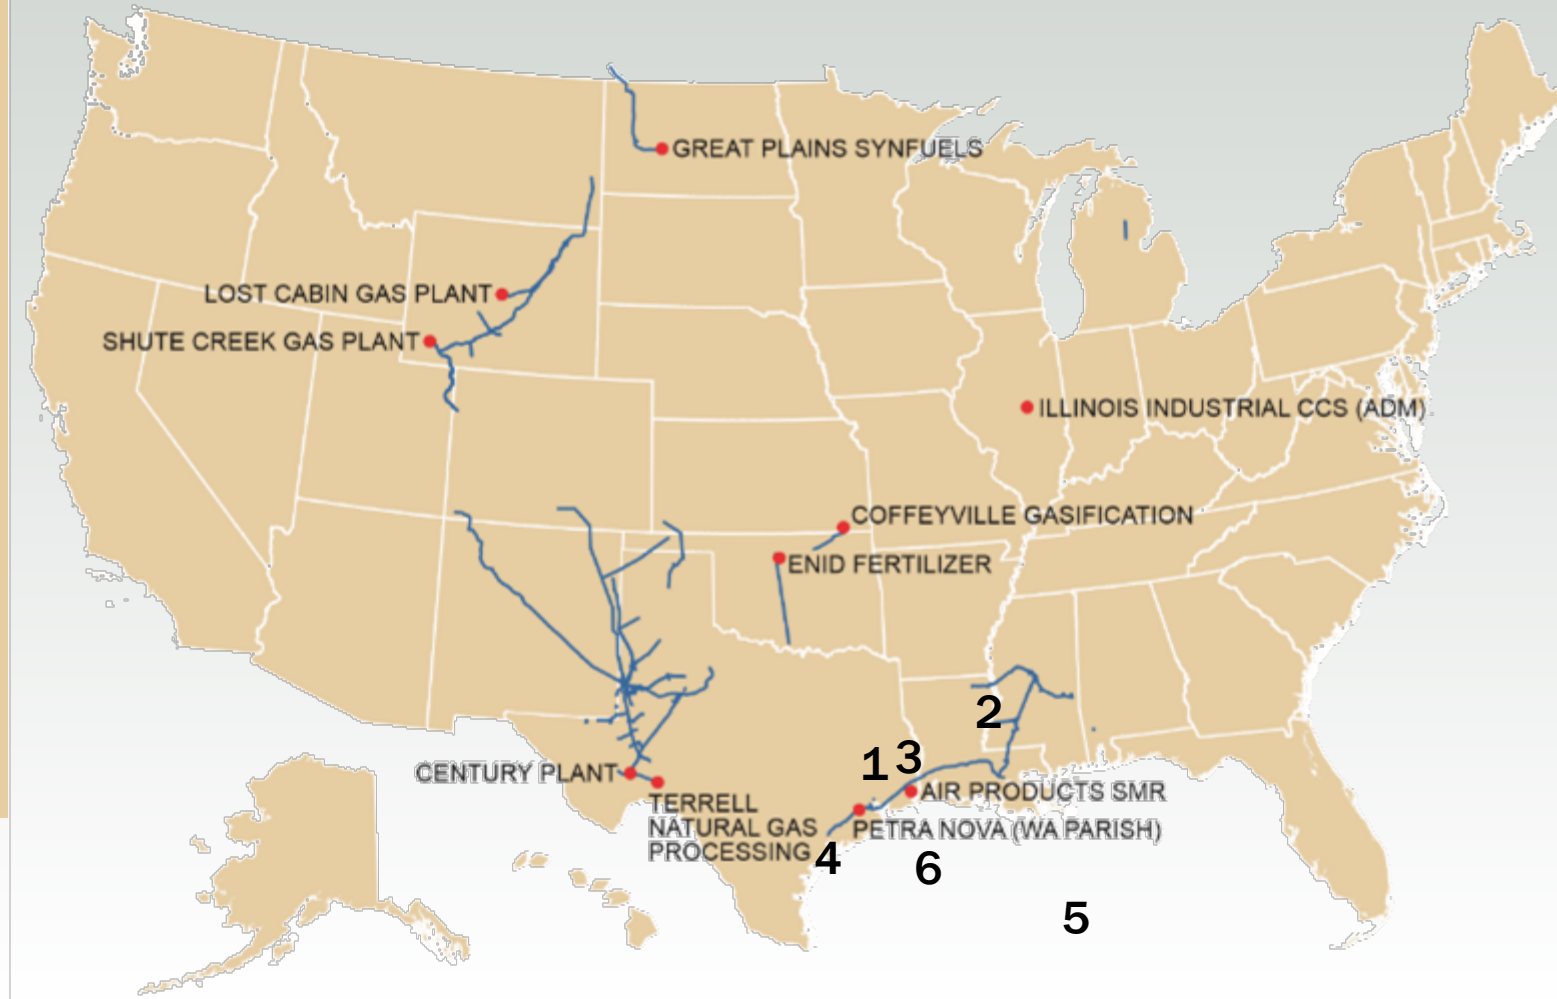 GREAT PLAINS SYNFUELS
LOST CABIN GAS PLANT
SHUTE CREEK GAS PLANT
ILLINOIS INDUSTRIAL CCS (ADM)
COFFEYVILLE GASIFICATION
ENID FERTILIZER
2
1 3
CENTURY PLANT
AIR PRODUCTS SMR
TERRELL
NATURAL GAS
PROCESSING
PETRA NOVA (WA PARISH)
4
6
5